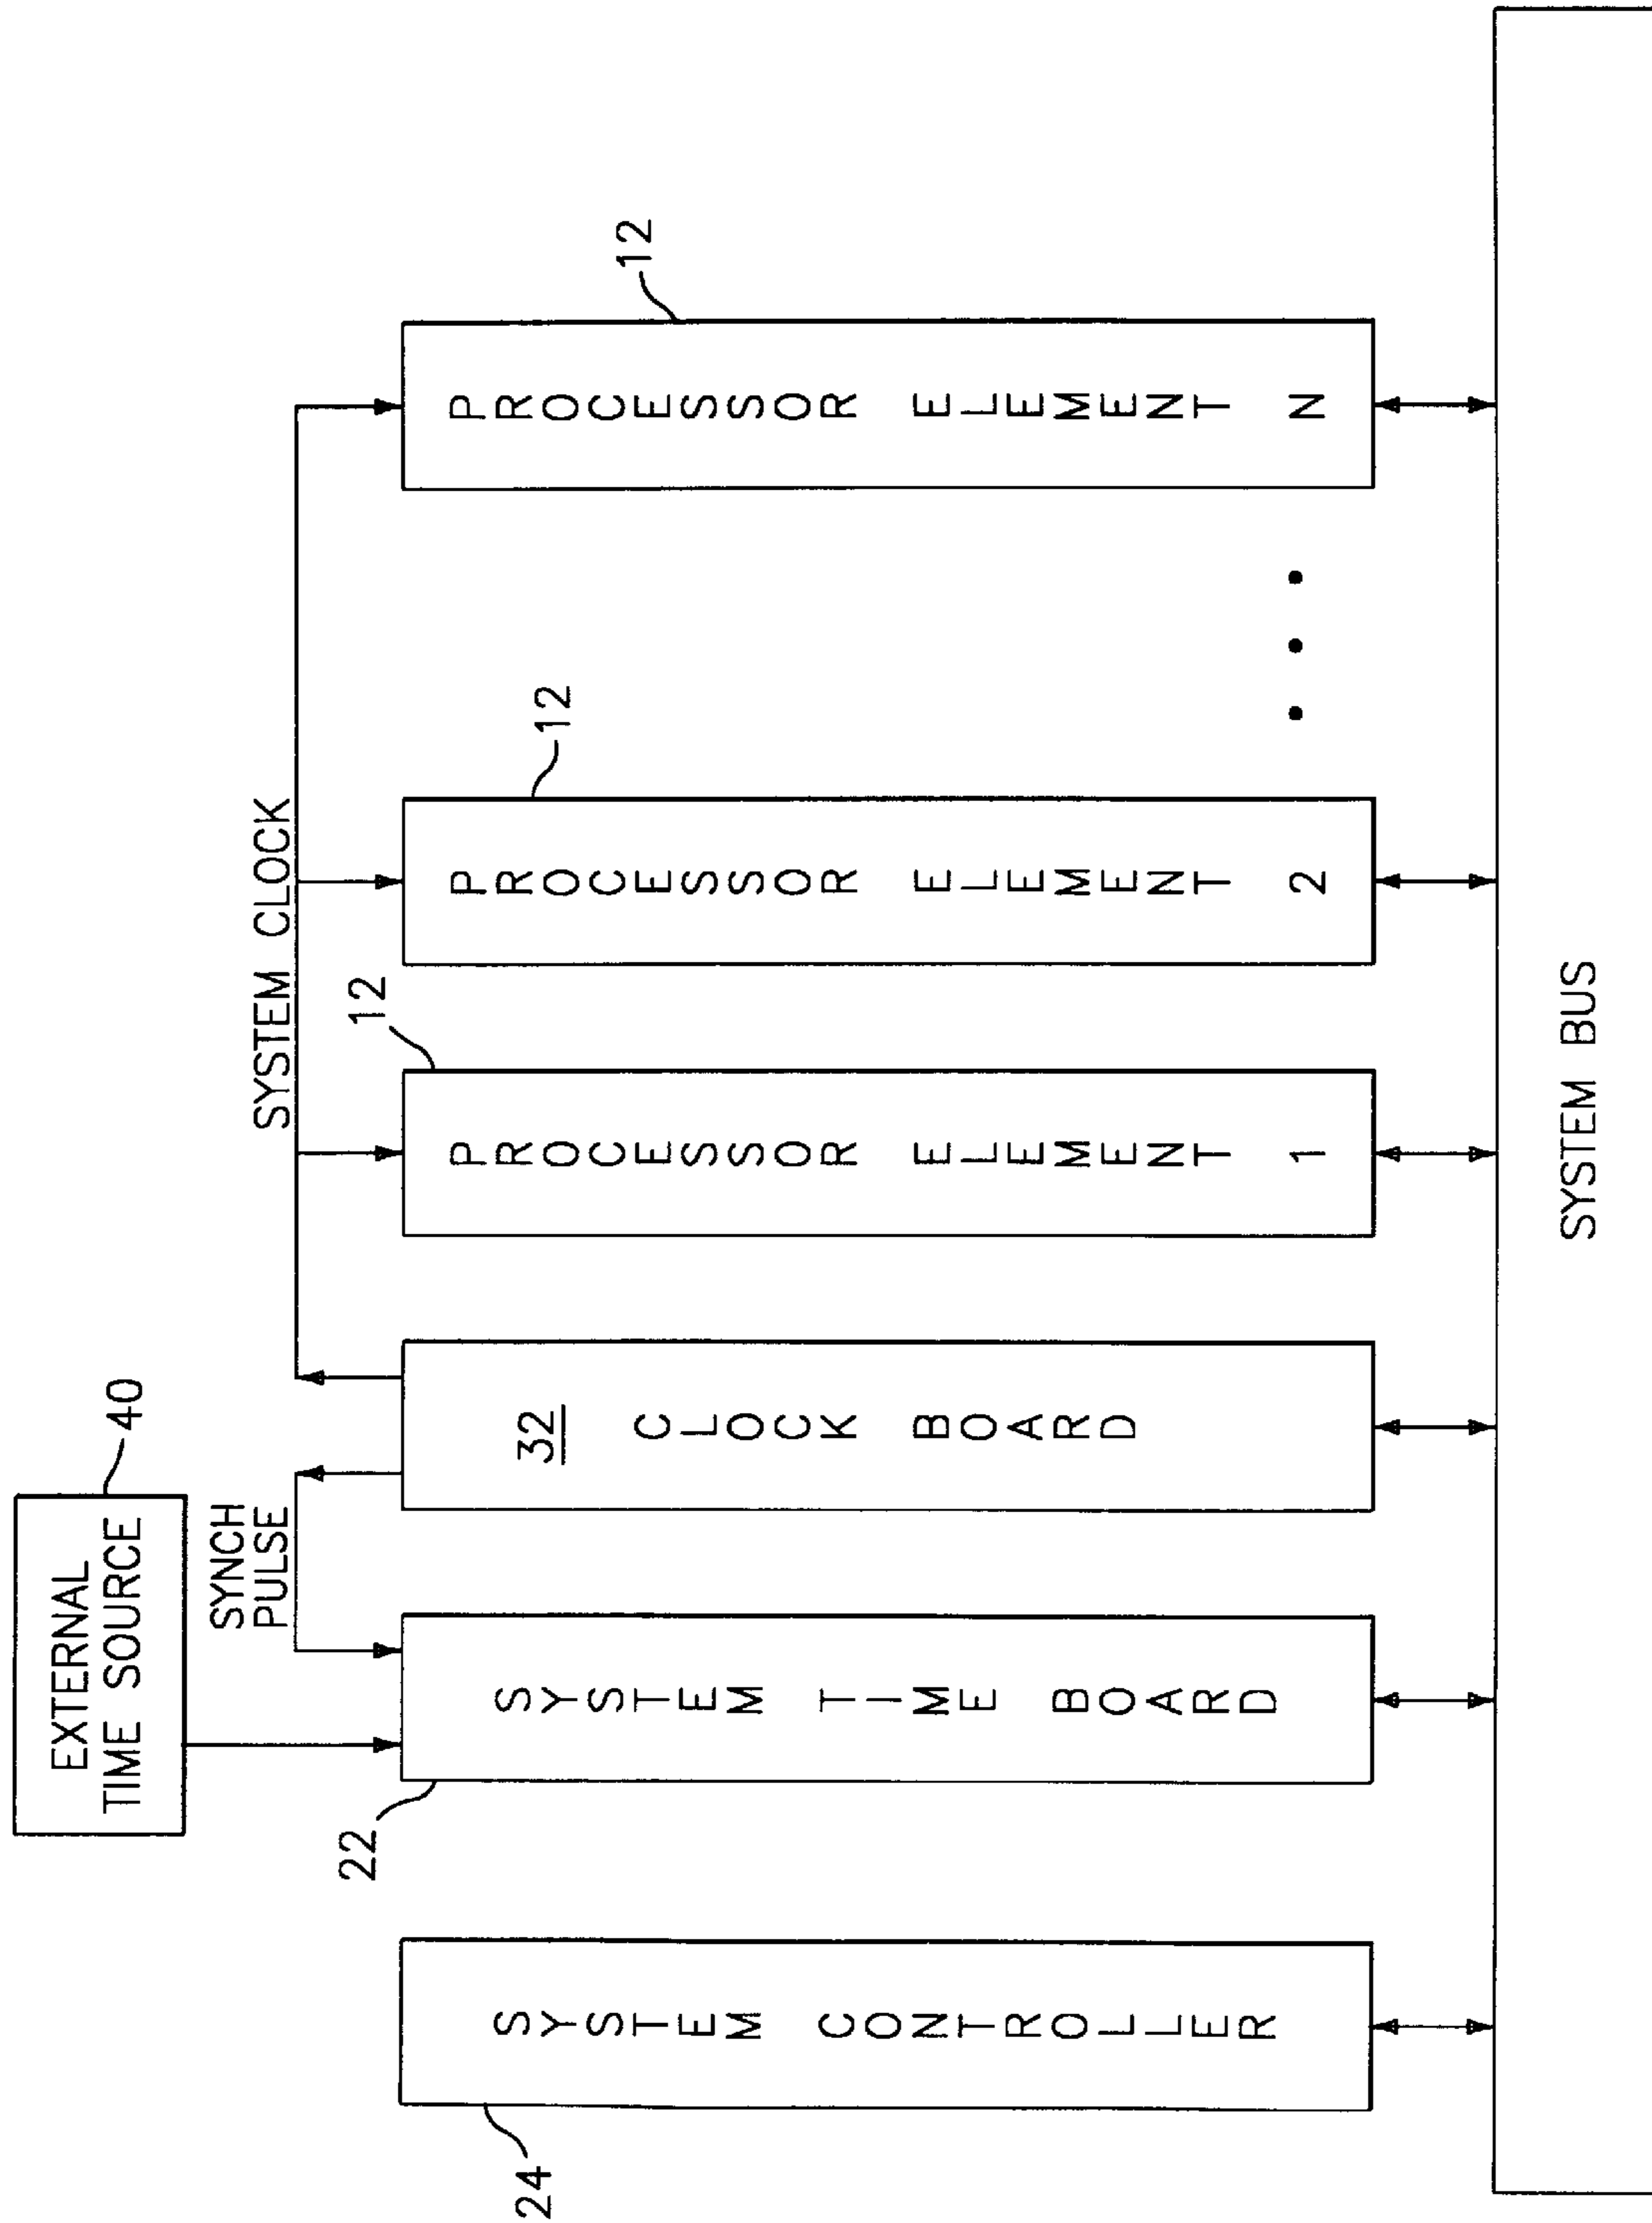 EXTERNAL
TIME SOURCE
40
SYNCH
PULSE
SYSTEM CLOCK
24
SYSTEM CONTROLLER
22
SYSTEM TIME BOARD
32
CLOCK BOARD
12
PROCESSOR ELEMENT 1
12
PROCESSOR ELEMENT 2
• • •
12
PROCESSOR ELEMENT N
SYSTEM BUS